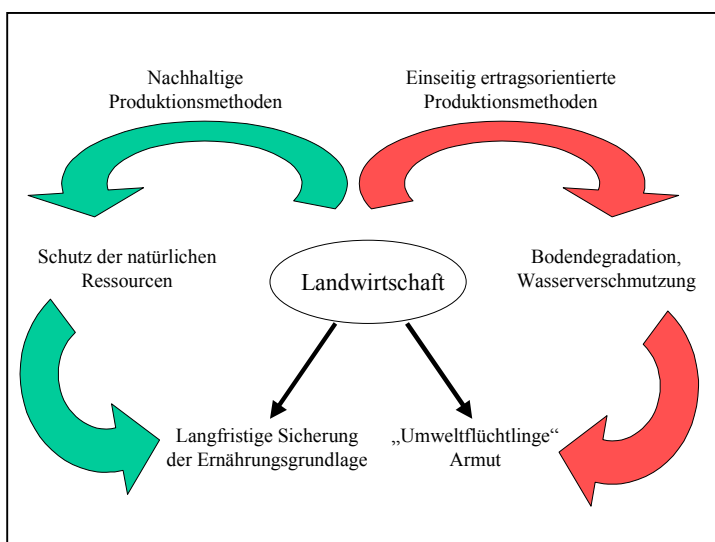 Nachhaltige
Produktionsmethoden
Einseitig ertragsorientierte
Produktionsmethoden
Schutz der natürlichen
Ressourcen
Landwirtschaft
Bodendegradation,
Wasserverschmutzung
Langfristige Sicherung
der Ernährungsgrundlage
„Umweltflüchtlinge“
Armut